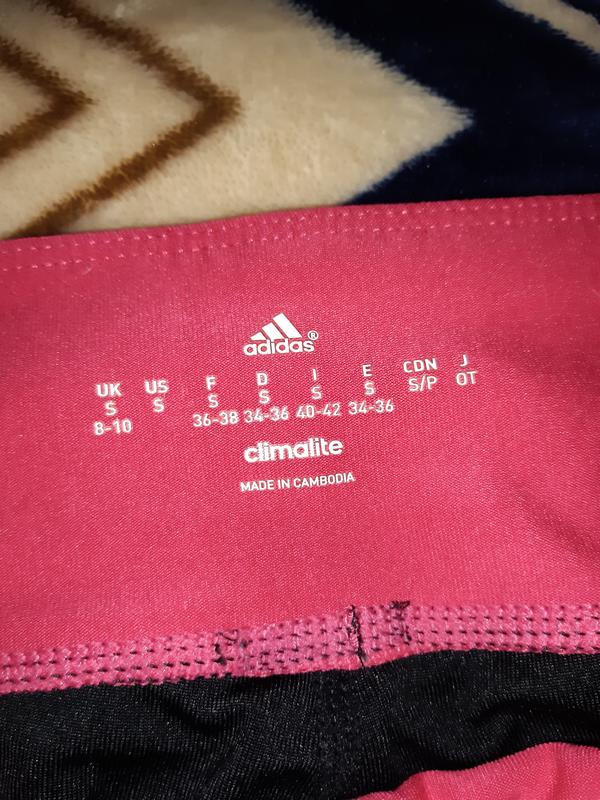 adidas®
UK US F D I E CDN J
S S S S S S S/P OT
8-10 36-38 34-36 40-42 34-36
climalite
MADE IN CAMBODIA